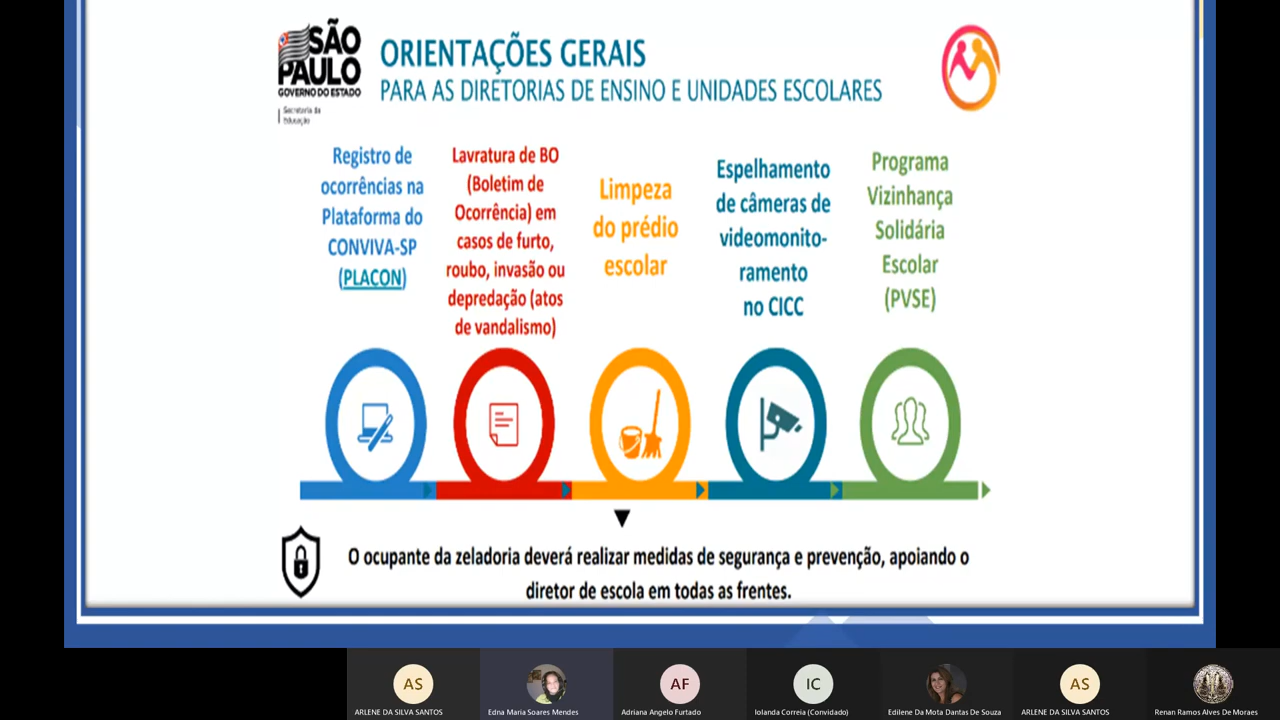 SÃO
PAULO
GOVERNO DO ESTADO
Secretaria da
Educação
ORIENTAÇÕES GERAIS
PARA AS DIRETORIAS DE ENSINO E UNIDADES ESCOLARES
Registro de
ocorrências na
Plataforma do
CONVIVA-SP
(PLACON)
Lavratura de BO
(Boletim de
Ocorrência) em
casos de furto,
roubo, invasão ou
depredação (atos
de vandalismo)
Limpeza
do prédio
escolar
Espelhamento
de câmeras de
videomonito-
ramento
no CICC
Programa
Vizinhança
Solidária
Escolar
(PVSE)
O ocupante da zeladoria deverá realizar medidas de segurança e prevenção, apoiando o
diretor de escola em todas as frentes.
AS
ARLENE DA SILVA SANTOS
Edna Maria Soares Mendes
AF
Adriana Angelo Furtado
IC
Iolanda Correia (Convidado)
Edilene Da Mota Dantas De Souza
AS
ARLENE DA SILVA SANTOS
Renan Ramos Alves De Moraes